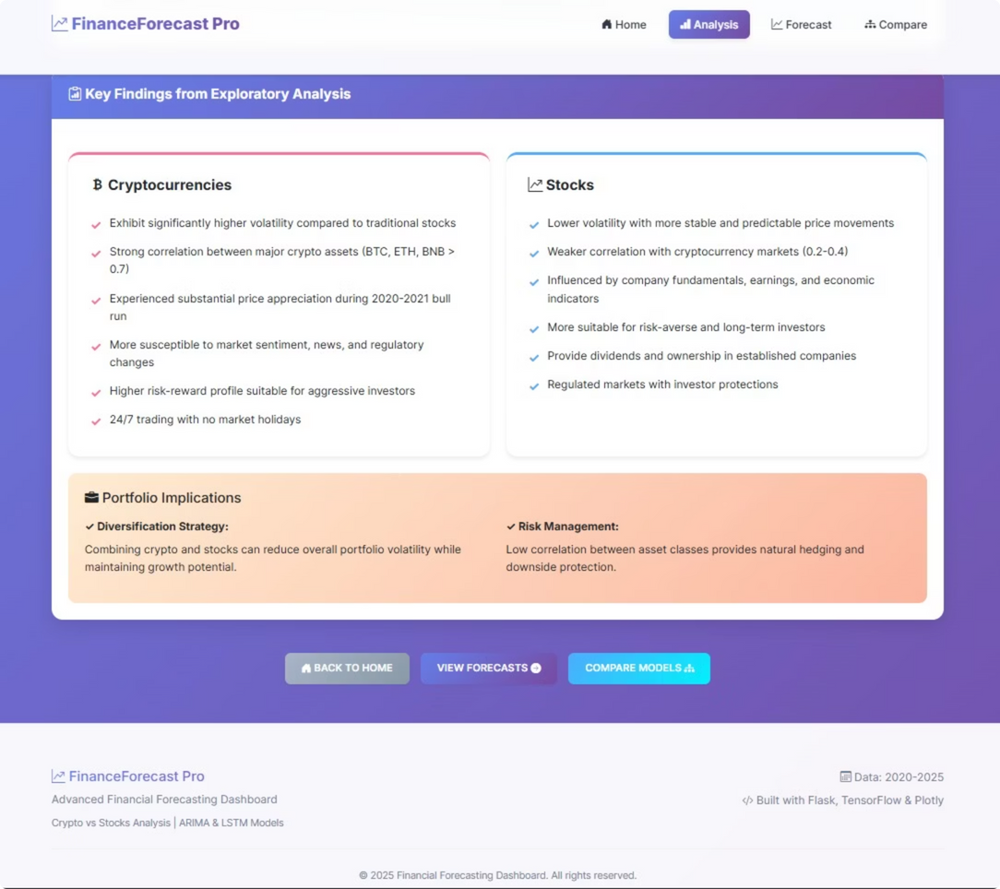 FinanceForecast Pro
Home
Analysis
Forecast
Compare
Key Findings from Exploratory Analysis
Cryptocurrencies
Exhibit significantly higher volatility compared to traditional stocks
Strong correlation between major crypto assets (BTC, ETH, BNB >
0.7)
Experienced substantial price appreciation during 2020-2021 bull
run
More susceptible to market sentiment, news, and regulatory
changes
Higher risk-reward profile suitable for aggressive investors
24/7 trading with no market holidays
Stocks
Lower volatility with more stable and predictable price movements
Weaker correlation with cryptocurrency markets (0.2-0.4)
Influenced by company fundamentals, earnings, and economic
indicators
More suitable for risk-averse and long-term investors
Provide dividends and ownership in established companies
Regulated markets with investor protections
Portfolio Implications
Diversification Strategy:
Combining crypto and stocks can reduce overall portfolio volatility while
maintaining growth potential.
Risk Management:
Low correlation between asset classes provides natural hedging and
downside protection.
BACK TO HOME
VIEW FORECASTS
COMPARE MODELS
FinanceForecast Pro
Advanced Financial Forecasting Dashboard
Crypto vs Stocks Analysis | ARIMA & LSTM Models
Data: 2020-2025
Built with Flask, TensorFlow & Plotly
© 2025 Financial Forecasting Dashboard. All rights reserved.